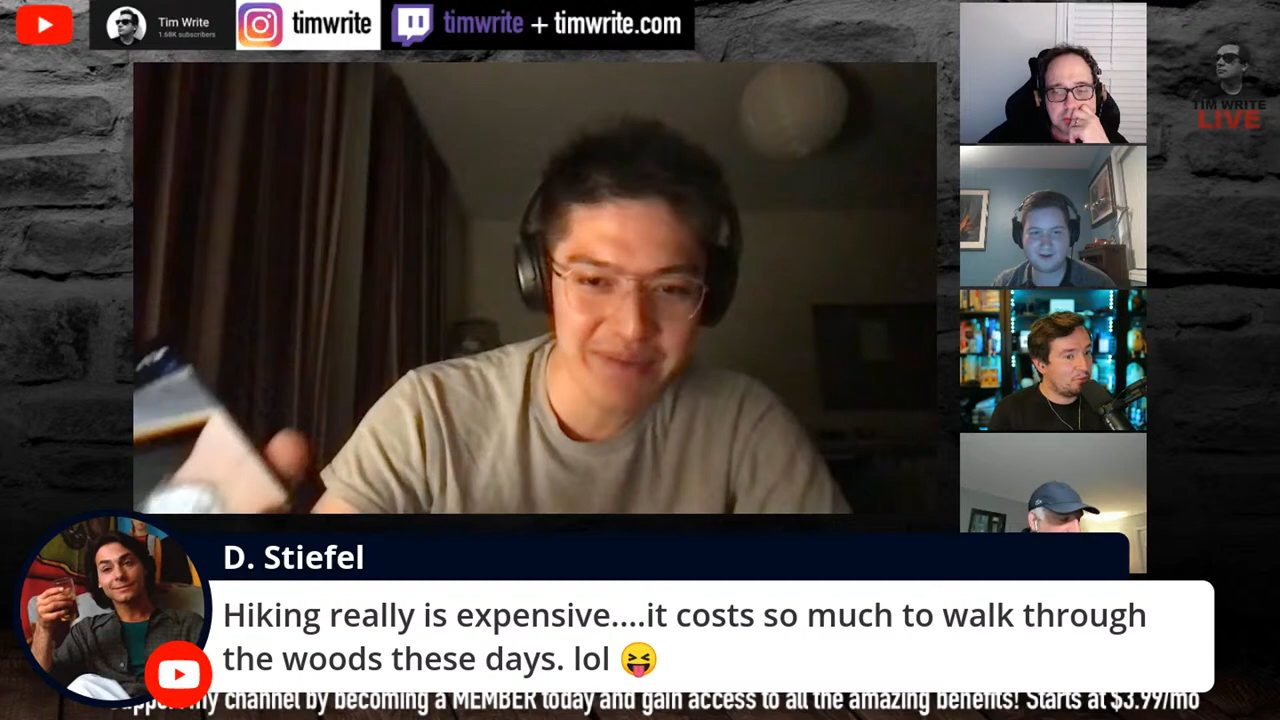 Tim Write
1.68K subscribers
timwrite
timwrite + timwrite.com
TIM WRITE
LIVE
D. Stiefel
Hiking really is expensive....it costs so much to walk through
the woods these days. lol 😝
my channel by becoming a MEMBER today and gain access to all the amazing benefits! Starts at $3.99/mo